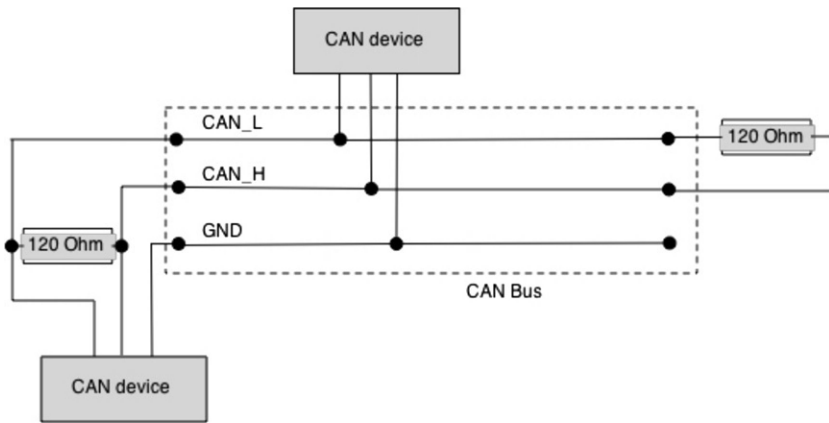 CAN device
CAN_L
120 Ohm
CAN_H
GND
120 Ohm
CAN Bus
CAN device